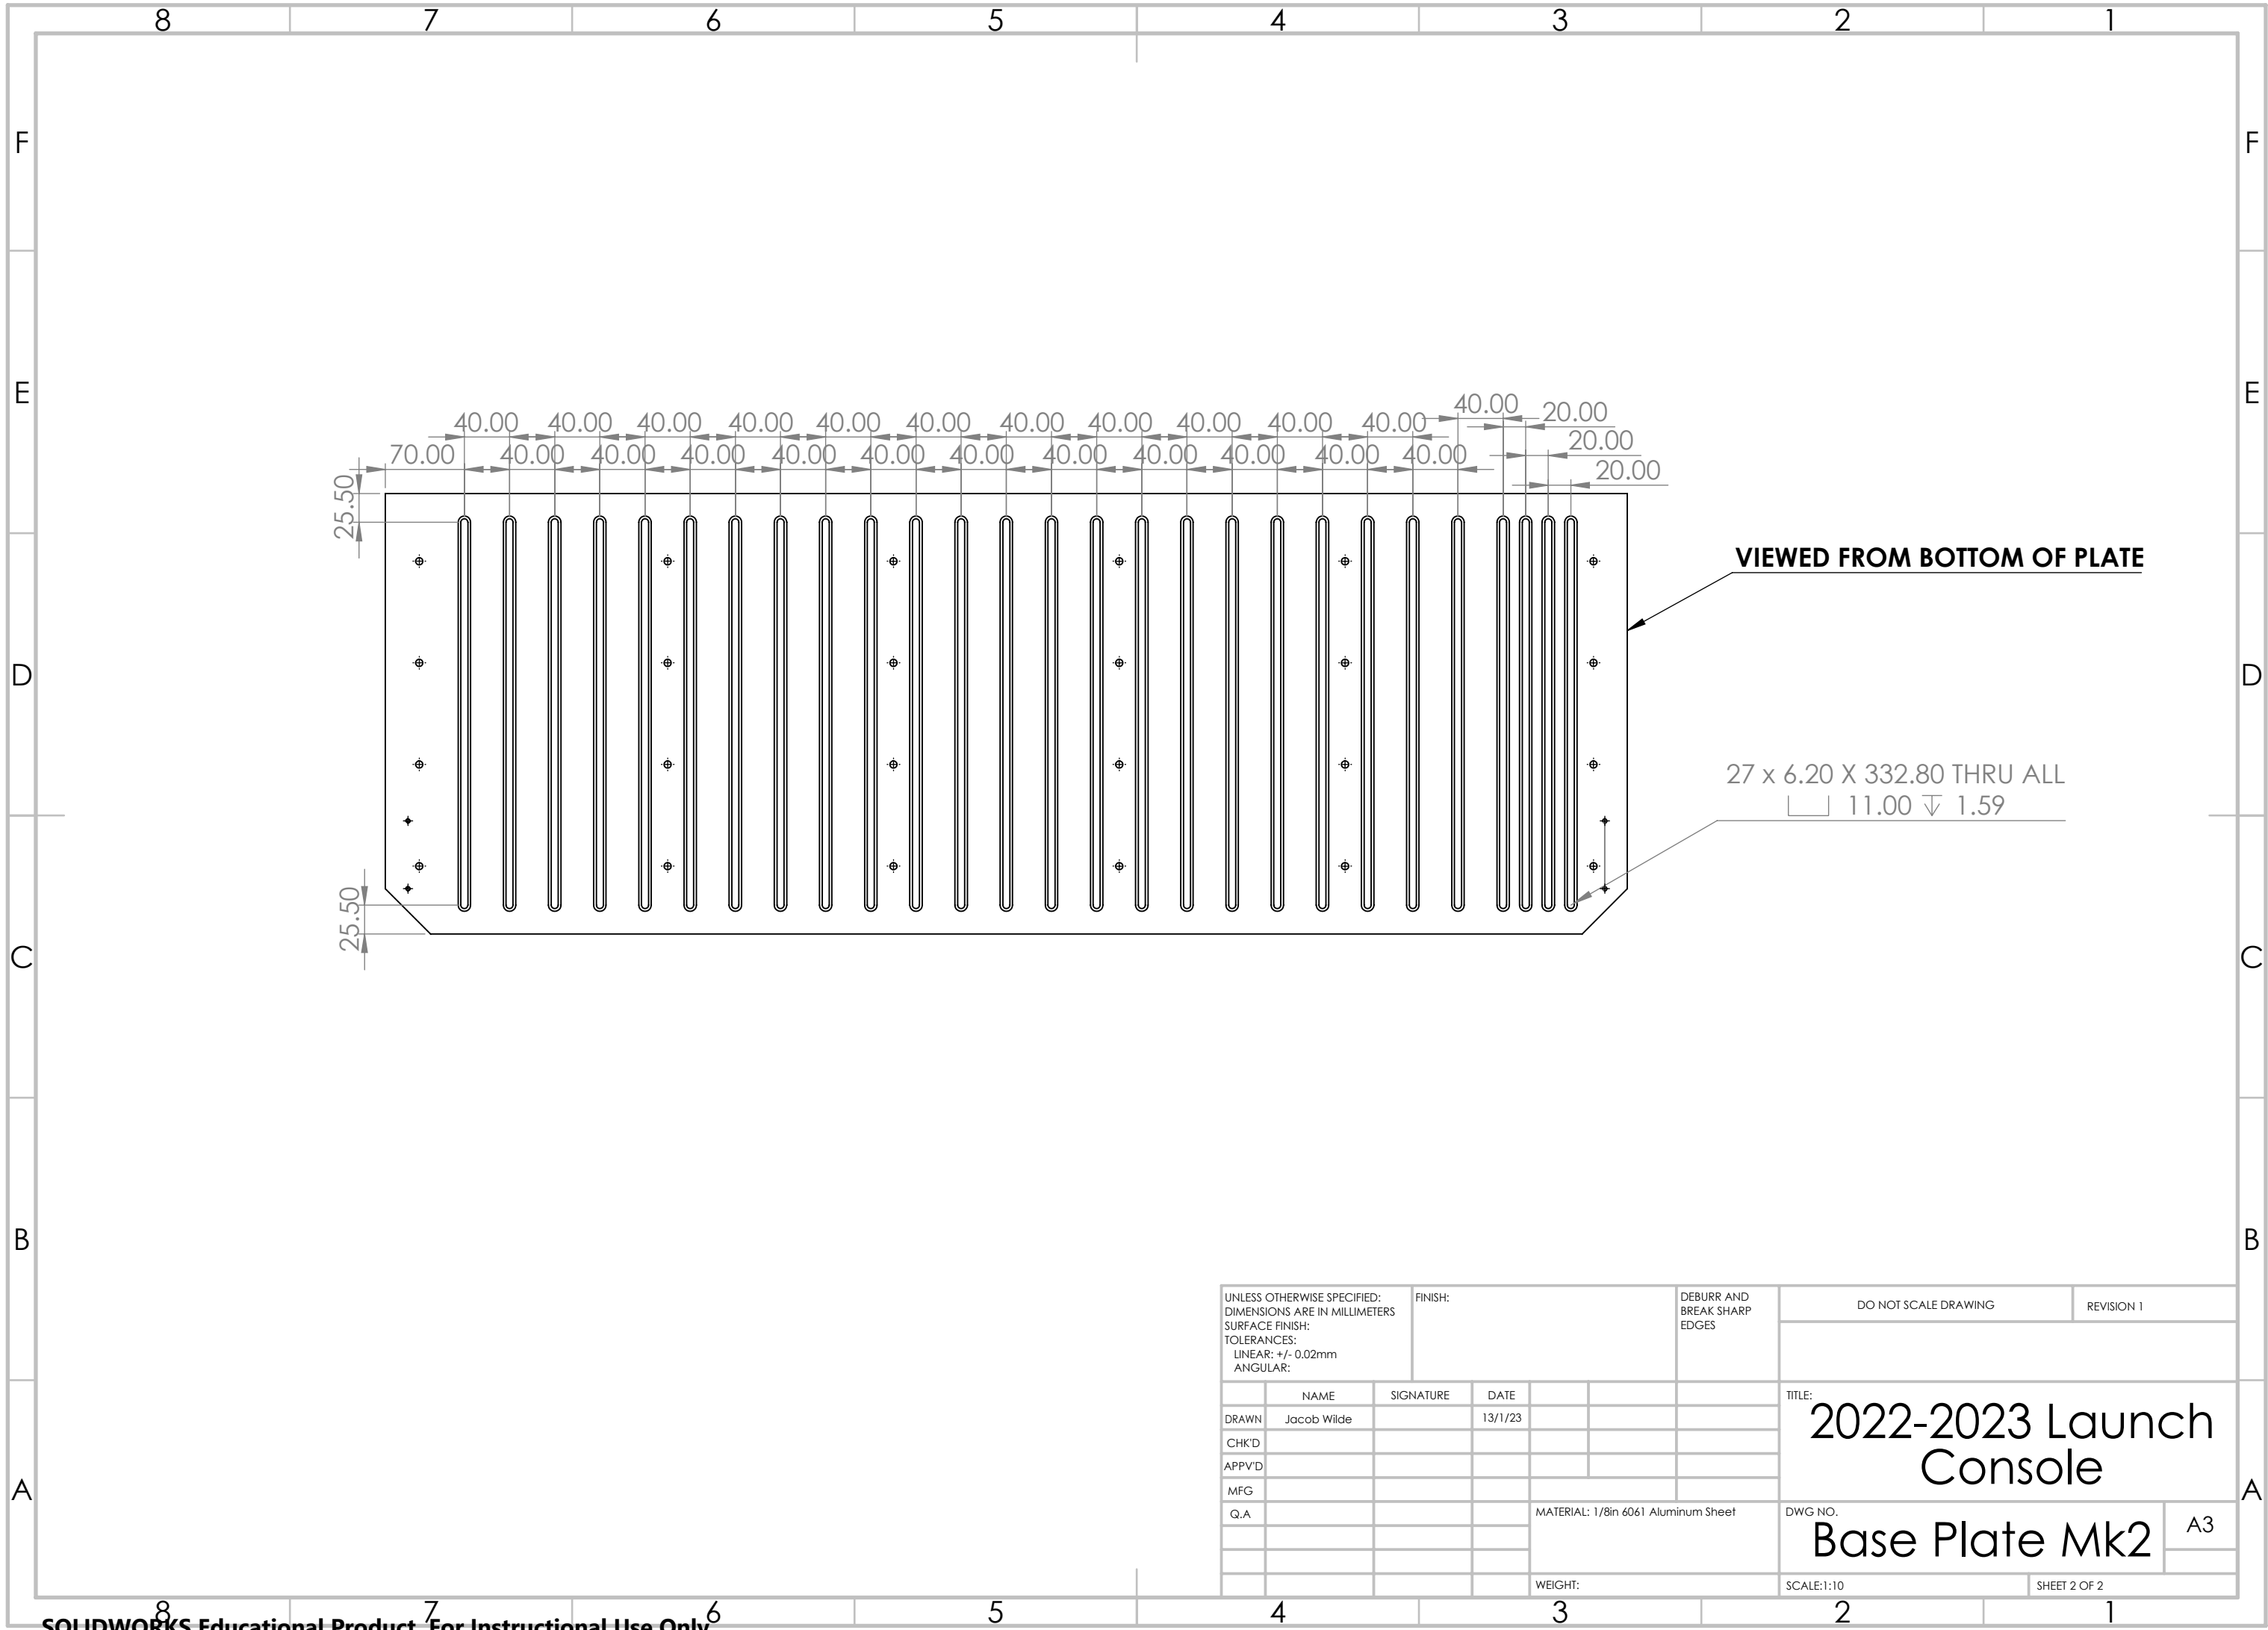 8 7 6 5 4 3 2 1
F F
E E
40.00 20.00
40.00 40.00 40.00 40.00 40.00 40.00 40.00 40.00 40.00 40.00 40.00
20.00
70.00 40.00 40.00 40.00 40.00 40.00 40.00 40.00 40.00 40.00 40.00 40.00
20.00
25.50
VIEWED FROM BOTTOM OF PLATE
D D
27 x 6.20 X 332.80 THRU ALL
⌴ 11.00 ↧ 1.59
25.50
C C
B B
UNLESS OTHERWISE SPECIFIED:
DIMENSIONS ARE IN MILLIMETERS
SURFACE FINISH:
TOLERANCES:
LINEAR: +/- 0.02mm
ANGULAR:
FINISH:
DEBURR AND
BREAK SHARP
EDGES
DO NOT SCALE DRAWING
REVISION 1
NAME SIGNATURE DATE
DRAWN Jacob Wilde 13/1/23
CHK'D
APPV'D
MFG
Q.A
TITLE:
2022-2023 Launch
Console
A A
MATERIAL: 1/8in 6061 Aluminum Sheet
DWG NO.
Base Plate Mk2
A3
WEIGHT:
SCALE:1:10
SHEET 2 OF 2
8 7 6 5 4 3 2 1
SOLIDWORKS Educational Product. For Instructional Use Only.